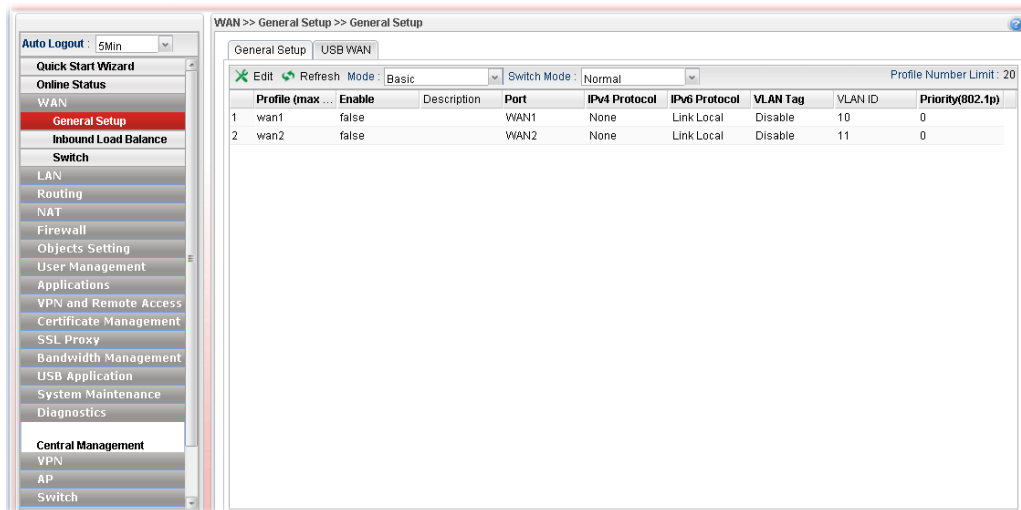 WAN >> General Setup >> General Setup
Auto Logout : 5Min
Quick Start Wizard
Online Status
WAN
General Setup
Inbound Load Balance
Switch
LAN
Routing
NAT
Firewall
Objects Setting
User Management
Applications
VPN and Remote Access
Certificate Management
SSL Proxy
Bandwidth Management
USB Application
System Maintenance
Diagnostics
Central Management
VPN
AP
Switch
General Setup USB WAN
Edit Refresh Mode : Basic Switch Mode : Normal Profile Number Limit : 20
Profile (max ... Enable Description Port IPv4 Protocol IPv6 Protocol VLAN Tag VLAN ID Priority(802.1p)
1 wan1 false WAN1 None Link Local Disable 10 0
2 wan2 false WAN2 None Link Local Disable 11 0